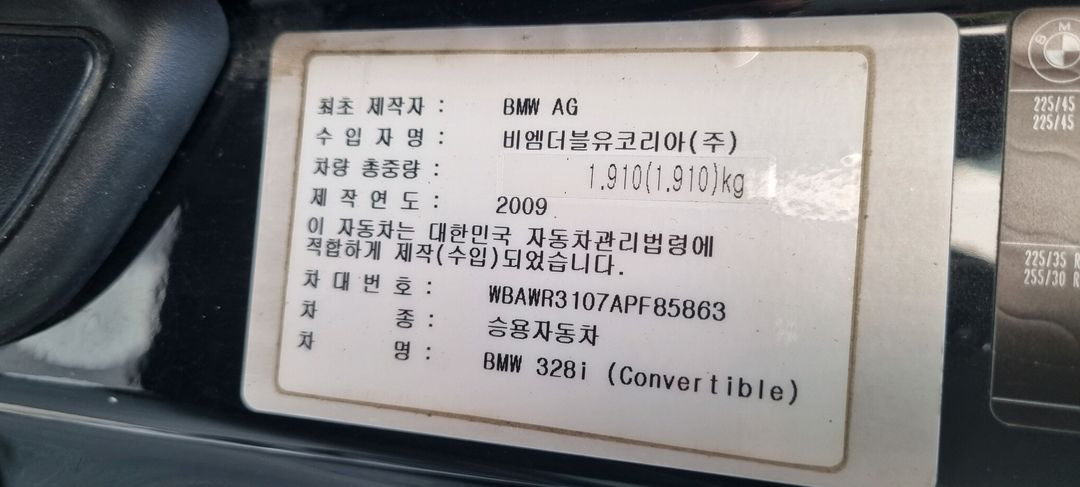 최초 제작자 : BMW AG
수 입 자 명 : 비엠더블유코리아(주)
차량 총중량 : 1.910(1.910)kg
제 작 연 도 : 2009
이 자동차는 대한민국 자동차관리법령에
적합하게 제작(수입)되었습니다.
차 대 번 호 : WBAWR3107APF85863
차 종 : 승용자동차
차 명 : BMW 328i (Convertible)
B M
225/45
225/45
225/35 R
255/30 R